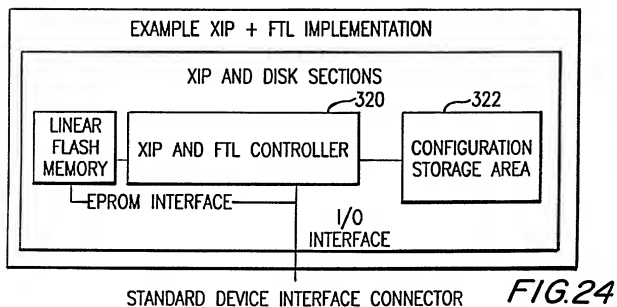 EXAMPLE XIP + FTL IMPLEMENTATION
XIP AND DISK SECTIONS
320
322
LINEAR
FLASH
MEMORY
XIP AND FTL CONTROLLER
CONFIGURATION
STORAGE AREA
EPROM INTERFACE
I/O
INTERFACE
STANDARD DEVICE INTERFACE CONNECTOR
FIG.24